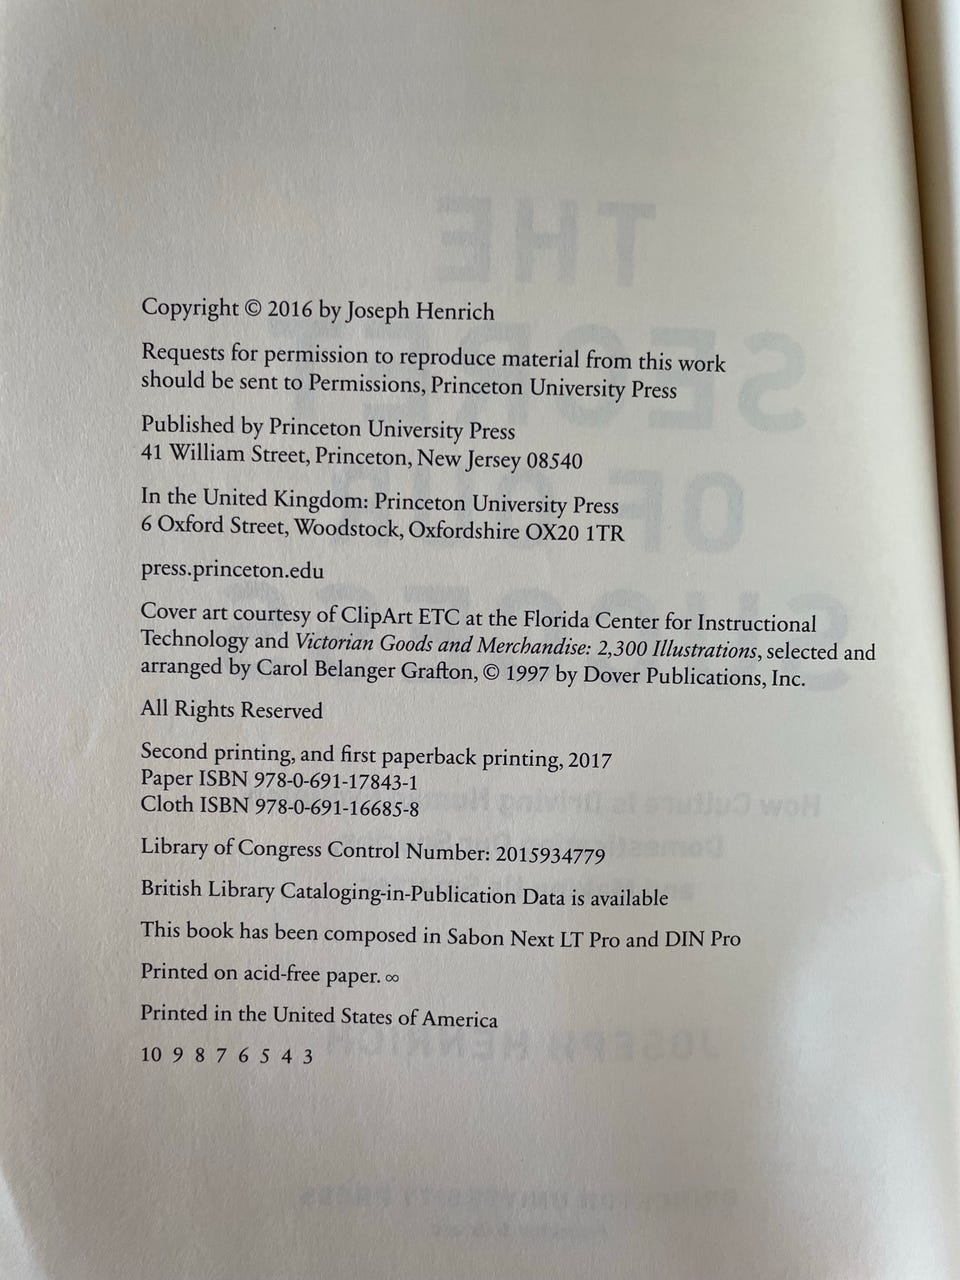 Copyright © 2016 by Joseph Henrich
Requests for permission to reproduce material from this work
should be sent to Permissions, Princeton University Press
Published by Princeton University Press
41 William Street, Princeton, New Jersey 08540
In the United Kingdom: Princeton University Press
6 Oxford Street, Woodstock, Oxfordshire OX20 1TR
press.princeton.edu
Cover art courtesy of ClipArt ETC at the Florida Center for Instructional
Technology and Victorian Goods and Merchandise: 2,300 Illustrations, selected and
arranged by Carol Belanger Grafton, © 1997 by Dover Publications, Inc.
All Rights Reserved
Second printing, and first paperback printing, 2017
Paper ISBN 978-0-691-17843-1
Cloth ISBN 978-0-691-16685-8
Library of Congress Control Number: 2015934779
British Library Cataloging-in-Publication Data is available
This book has been composed in Sabon Next LT Pro and DIN Pro
Printed on acid-free paper. ∞
Printed in the United States of America
10 9 8 7 6 5 4 3